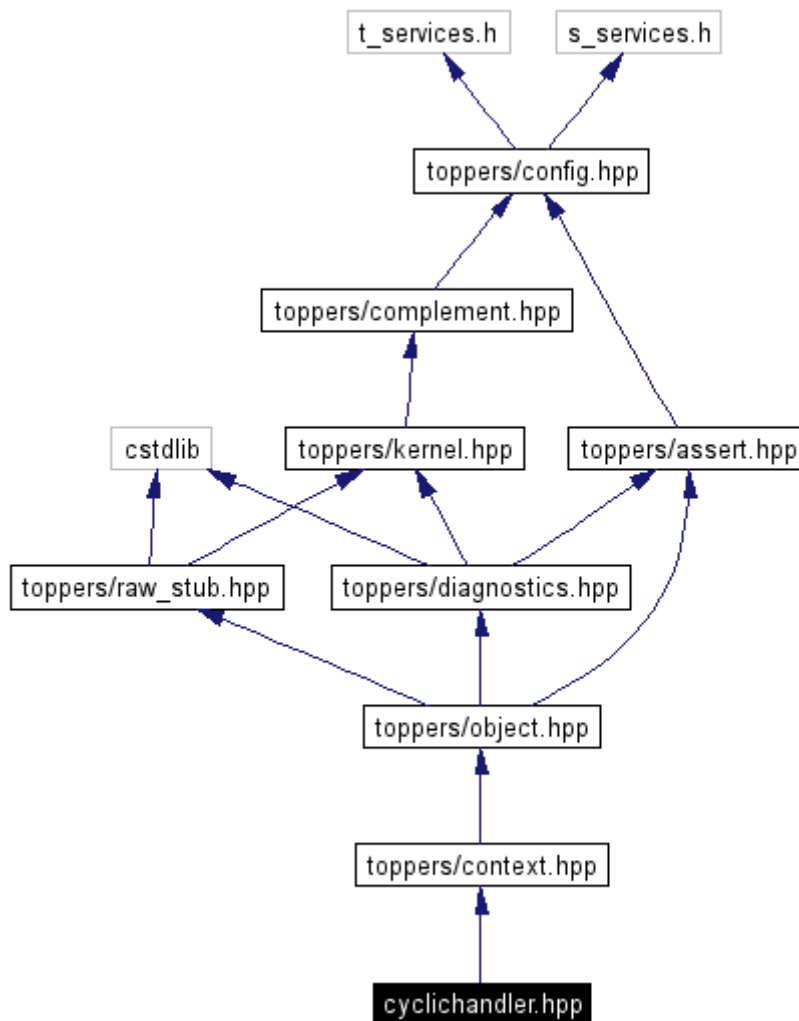 t_services.h
s_services.h
toppers/config.hpp
toppers/complement.hpp
cstdlib
toppers/kernel.hpp
toppers/assert.hpp
toppers/raw_stub.hpp
toppers/diagnostics.hpp
toppers/object.hpp
toppers/context.hpp
cyclichandler.hpp